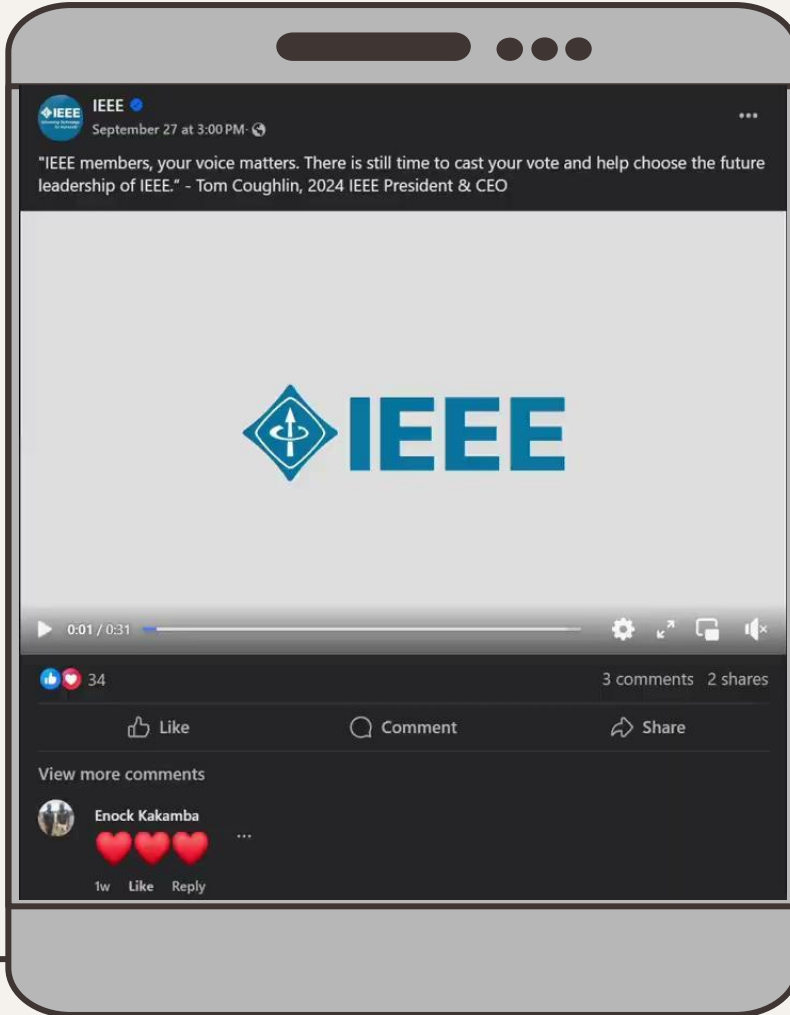 IEEE
IEEE
September 27 at 3:00 PM ·
"IEEE members, your voice matters. There is still time to cast your vote and help choose the future
leadership of IEEE." - Tom Coughlin, 2024 IEEE President & CEO
IEEE
0:01 / 0:31
34
3 comments 2 shares
Like
Comment
Share
View more comments
Enock Kakamba
1w Like Reply